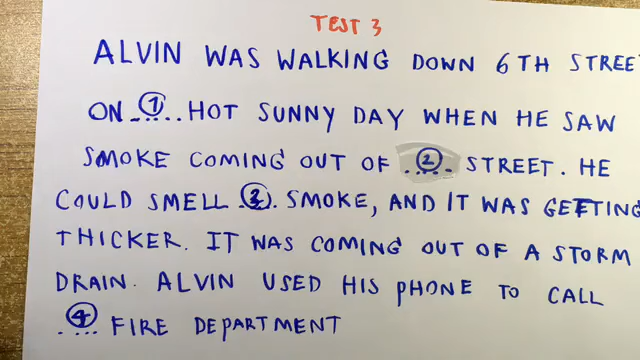 TEST 3
ALVIN WAS WALKING DOWN 6TH STREE
ON ..(1)... HOT SUNNY DAY WHEN HE SAW
SMOKE COMING OUT OF ..(2).. STREET. HE
COULD SMELL .(3). SMOKE, AND IT WAS GETTING
THICKER. IT WAS COMING OUT OF A STORM
DRAIN. ALVIN USED HIS PHONE TO CALL
..(4).. FIRE DEPARTMENT